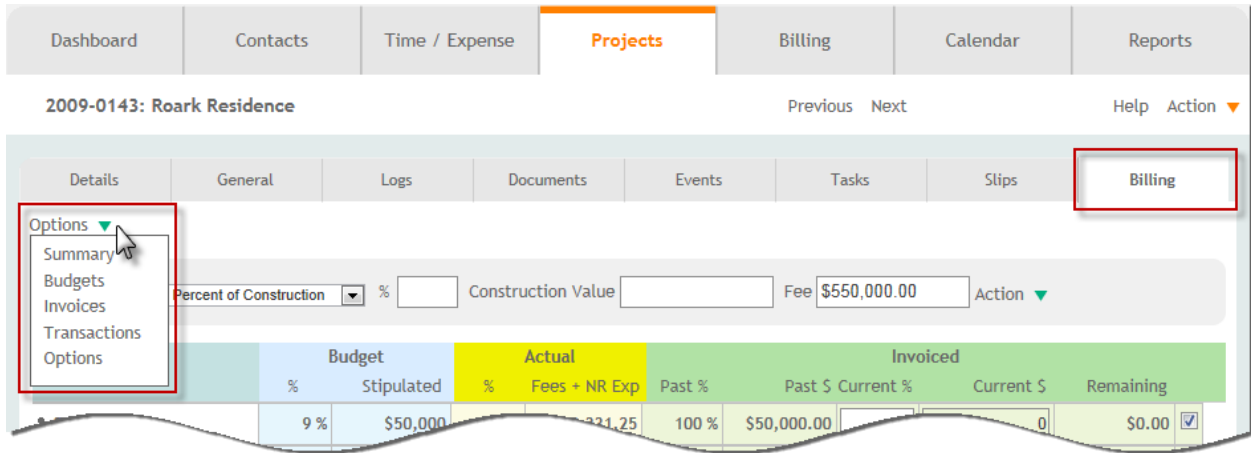 Dashboard Contacts Time / Expense Projects Billing Calendar Reports
2009-0143: Roark Residence Previous Next Help Action
Details General Logs Documents Events Tasks Slips Billing
Options
Summary
Budgets
Invoices
Transactions
Options
Percent of Construction % Construction Value Fee $550,000.00 Action
Budget Actual Invoiced
% Stipulated % Fees + NR Exp Past % Past $ Current % Current $ Remaining
9 % $50,000 331.25 100 % $50,000.00 0 $0.00